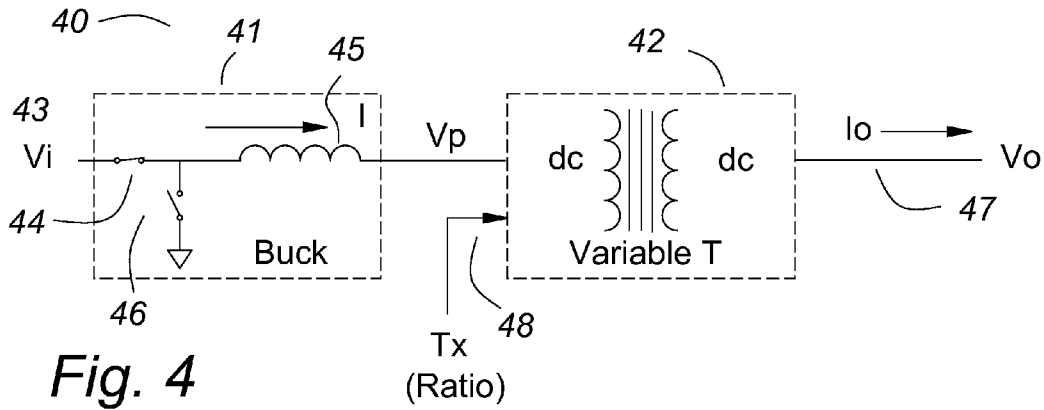 40
41
45
42
43
I
Vp
Io
Vi
dc
dc
Vo
44
47
46
Buck
Variable T
48
Tx
(Ratio)
Fig. 4